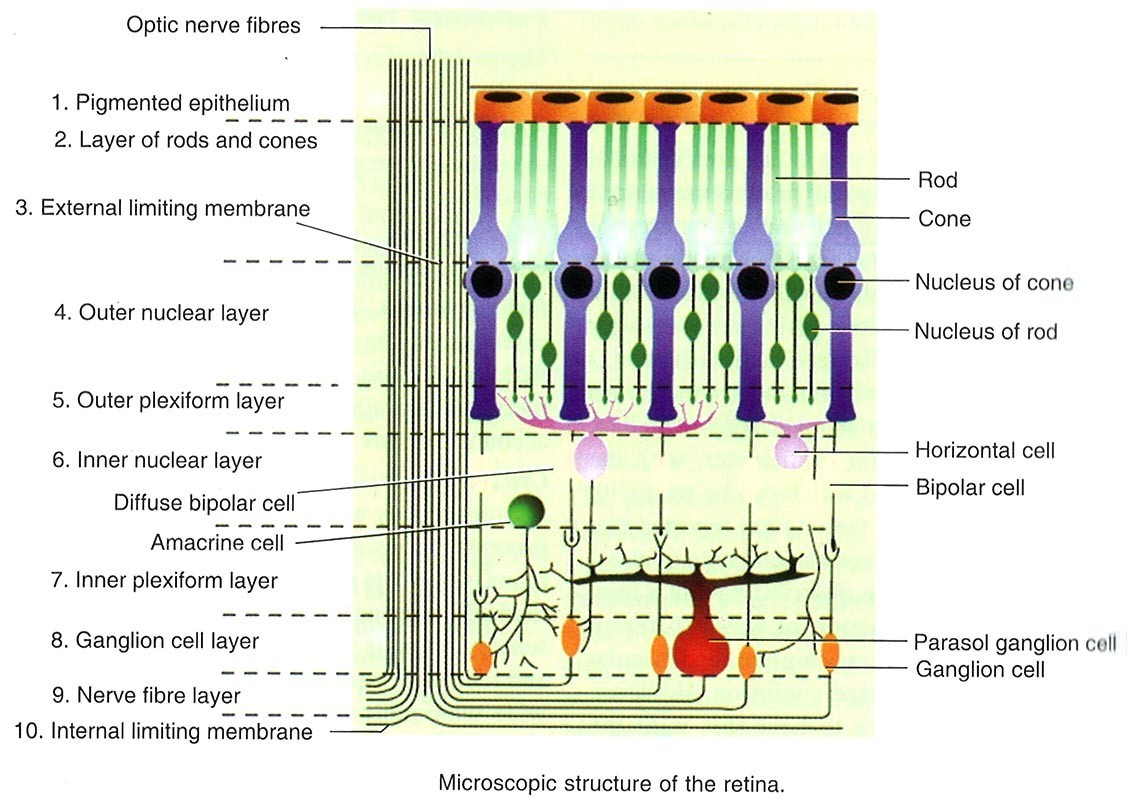 Optic nerve fibres
1. Pigmented epithelium
2. Layer of rods and cones
3. External limiting membrane
4. Outer nuclear layer
5. Outer plexiform layer
6. Inner nuclear layer
Diffuse bipolar cell
Amacrine cell
7. Inner plexiform layer
8. Ganglion cell layer
9. Nerve fibre layer
10. Internal limiting membrane
Rod
Cone
Nucleus of cone
Nucleus of rod
Horizontal cell
Bipolar cell
Parasol ganglion cell
Ganglion cell
Microscopic structure of the retina.